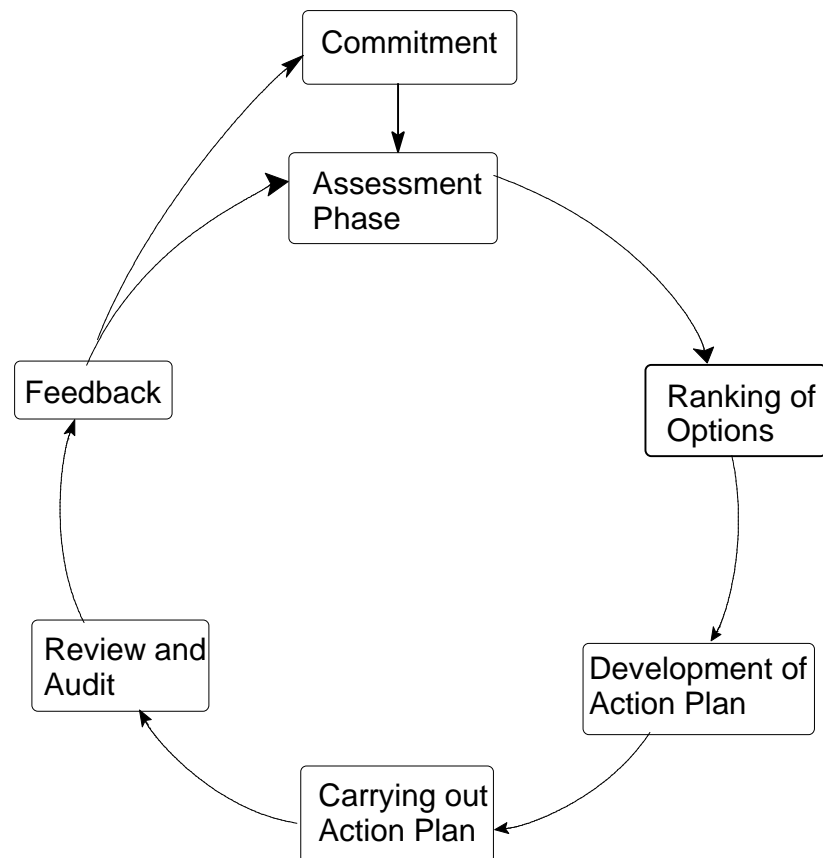 Commitment
Assessment
Phase
Ranking of
Options
Development of
Action Plan
Carrying out
Action Plan
Review and
Audit
Feedback